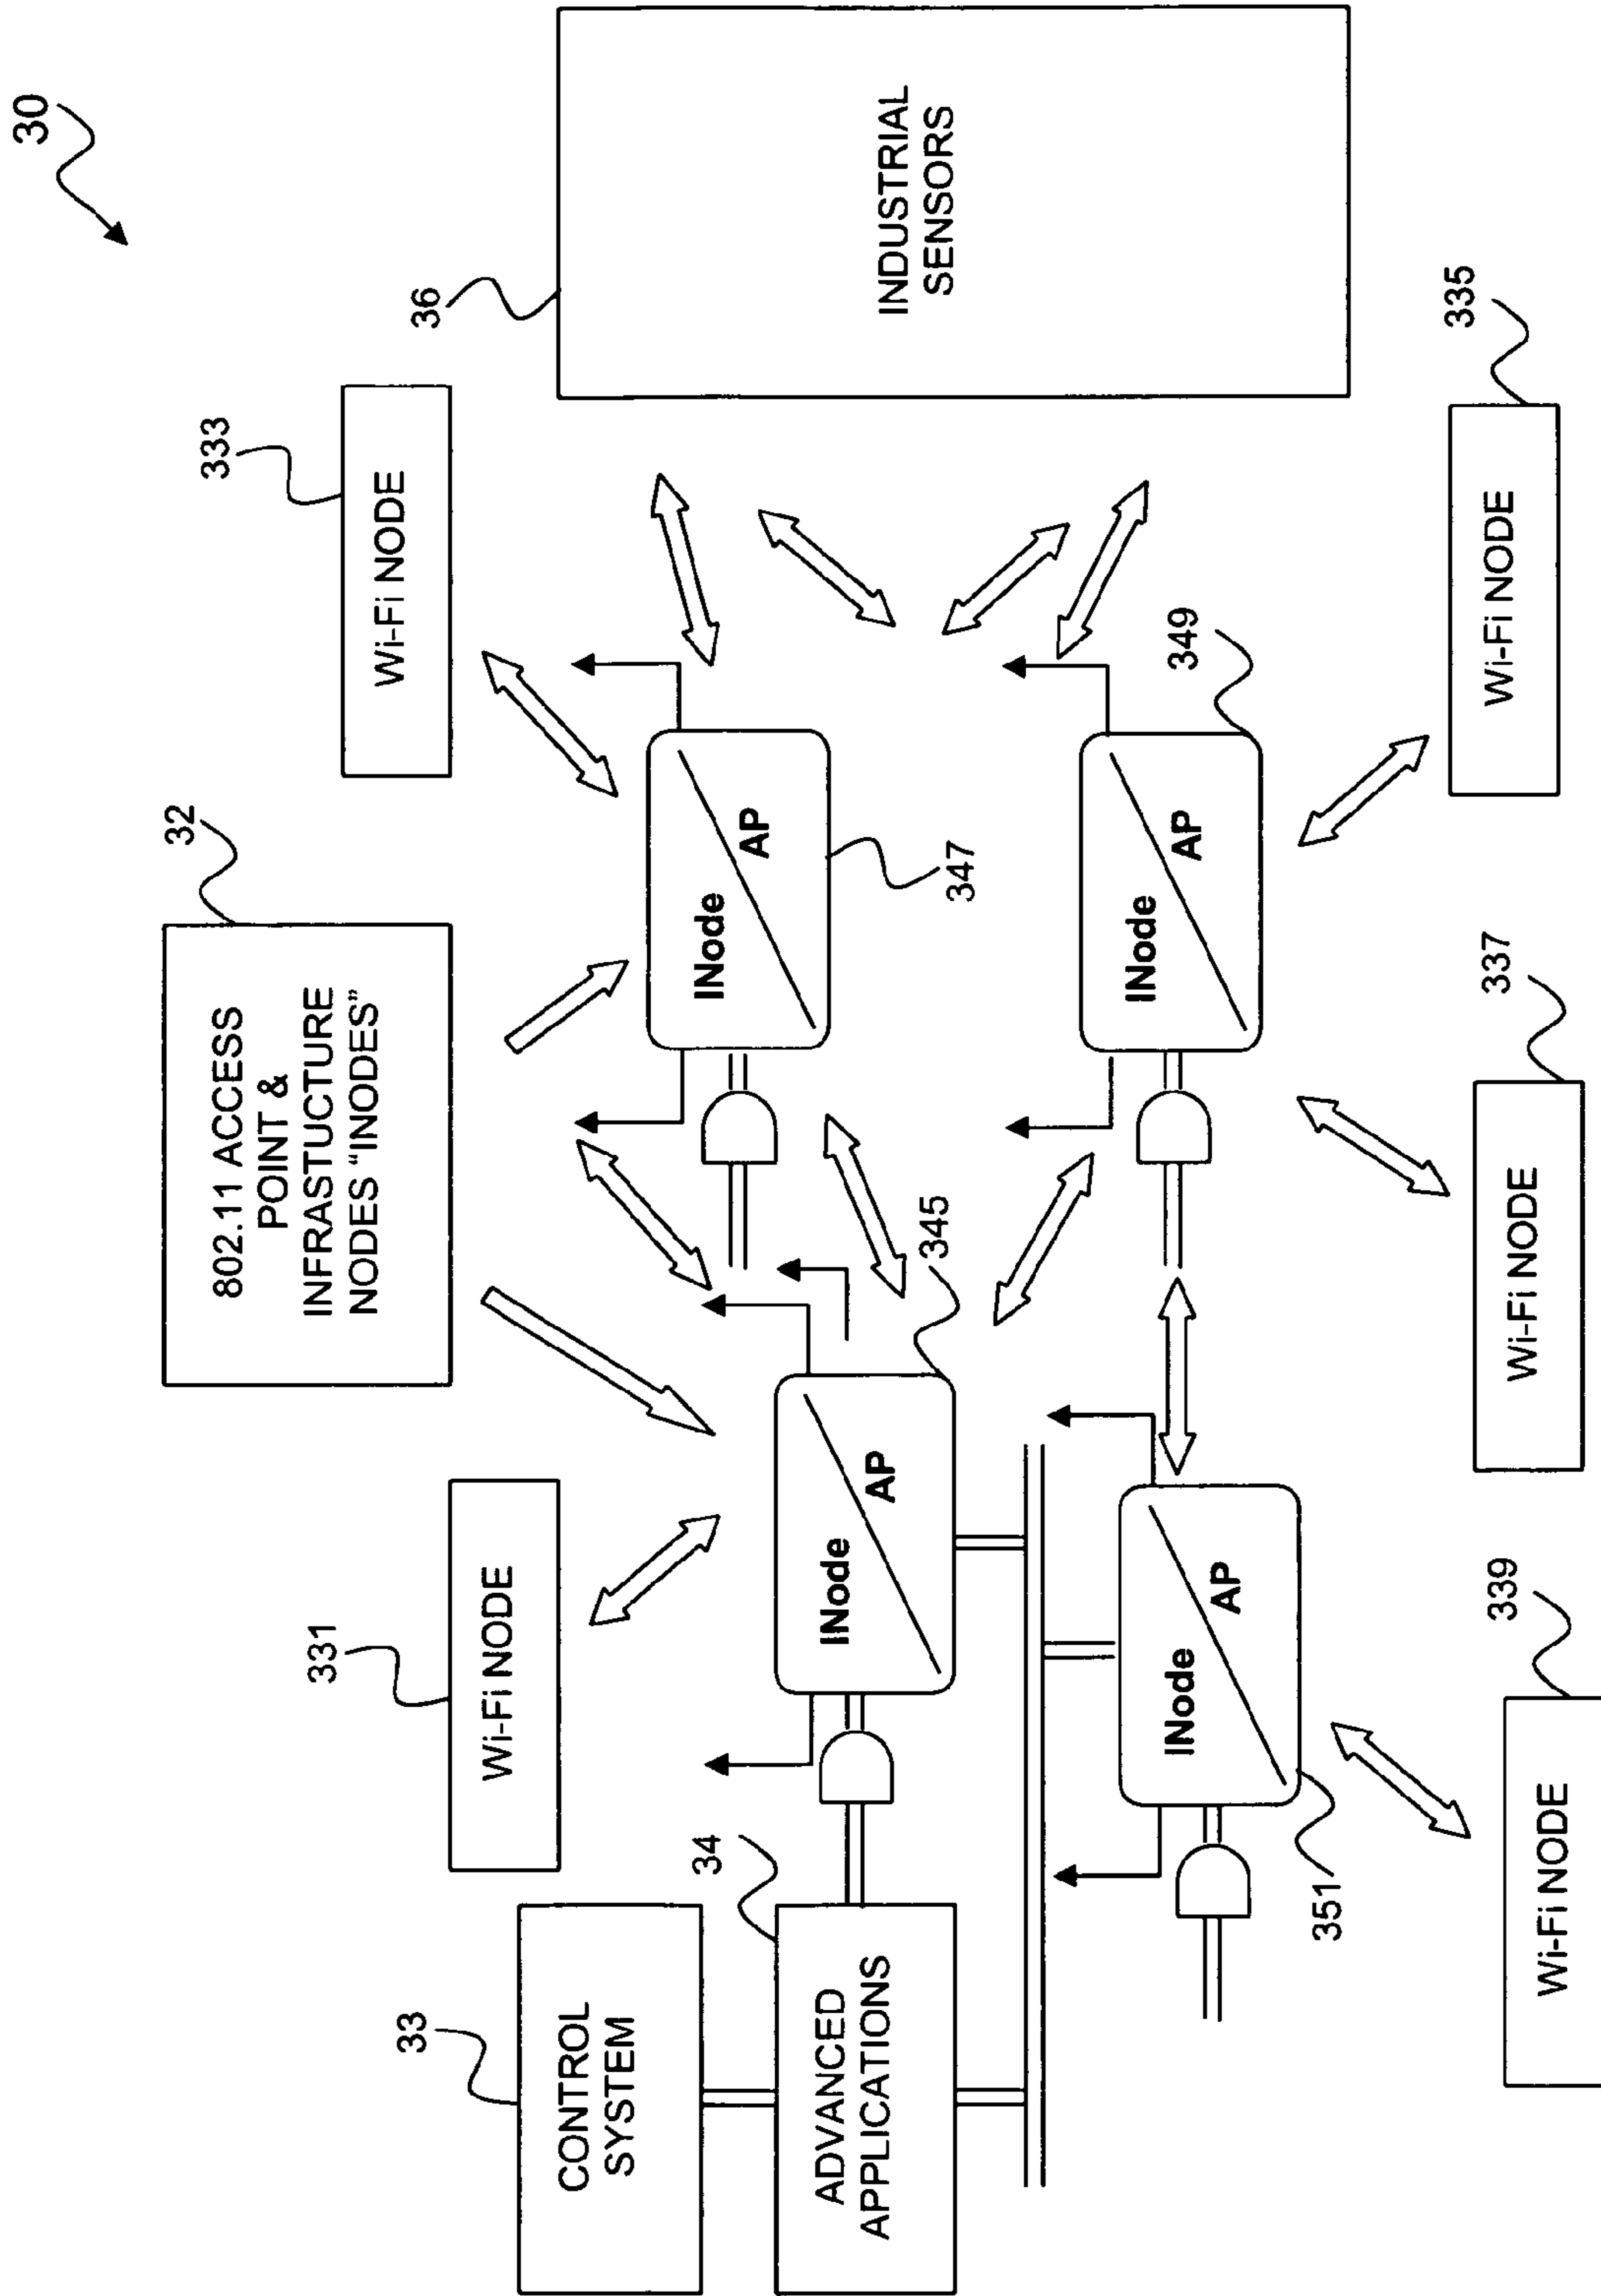 30
32
802.11 ACCESS
POINT &
INFRASTUCTURE
NODES “INODES”
333
Wi-Fi NODE
36
INDUSTRIAL
SENSORS
331
Wi-Fi NODE
33
CONTROL
SYSTEM
34
ADVANCED
APPLICATIONS
INode
AP
345
INode
AP
347
INode
AP
349
INode
AP
351
339
Wi-Fi NODE
337
Wi-Fi NODE
335
Wi-Fi NODE